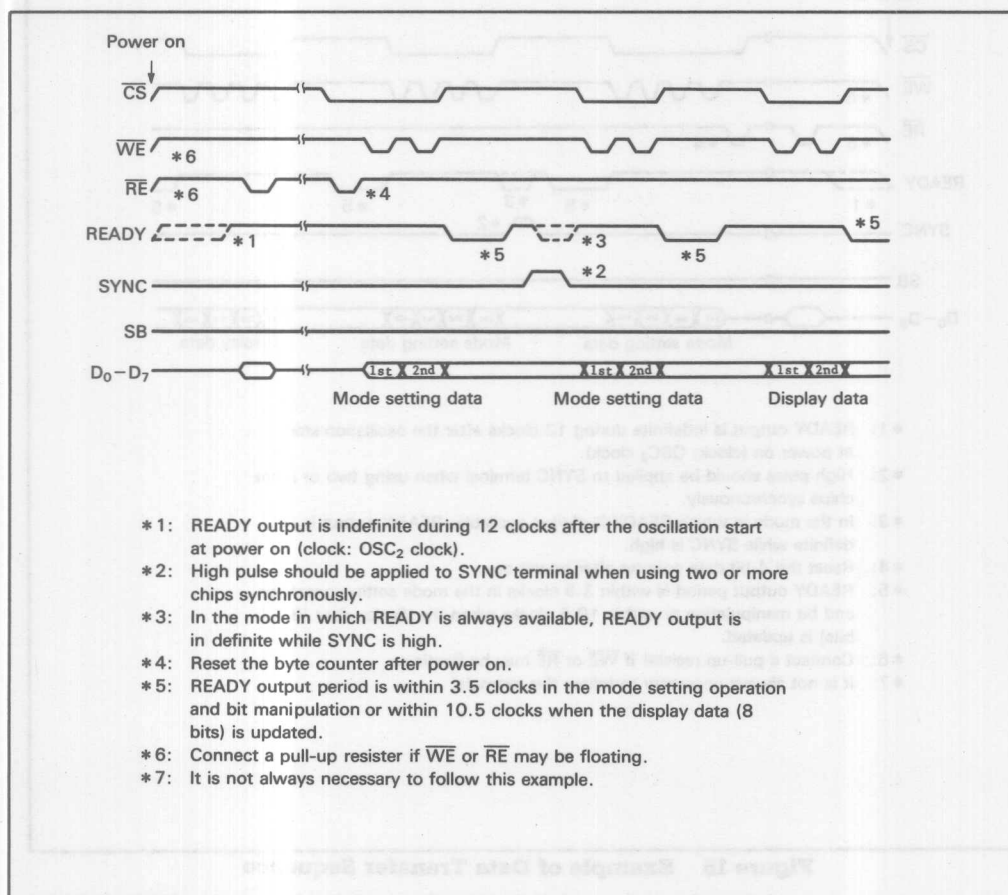 Power on
CS
WE *6
RE *6 *4
READY *1 *5 *3 *5 *5
SYNC *2
SB
D0–D7 1st 2nd 1st 2nd 1st 2nd
Mode setting data Mode setting data Display data
*1: READY output is indefinite during 12 clocks after the oscillation start
at power on (clock: OSC2 clock).
*2: High pulse should be applied to SYNC terminal when using two or more
chips synchronously.
*3: In the mode in which READY is always available, READY output is
in definite while SYNC is high.
*4: Reset the byte counter after power on.
*5: READY output period is within 3.5 clocks in the mode setting operation
and bit manipulation or within 10.5 clocks when the display data (8
bits) is updated.
*6: Connect a pull-up resister if WE or RE may be floating.
*7: It is not always necessary to follow this example.
Figure 15 Example of Data Transfer Sequence